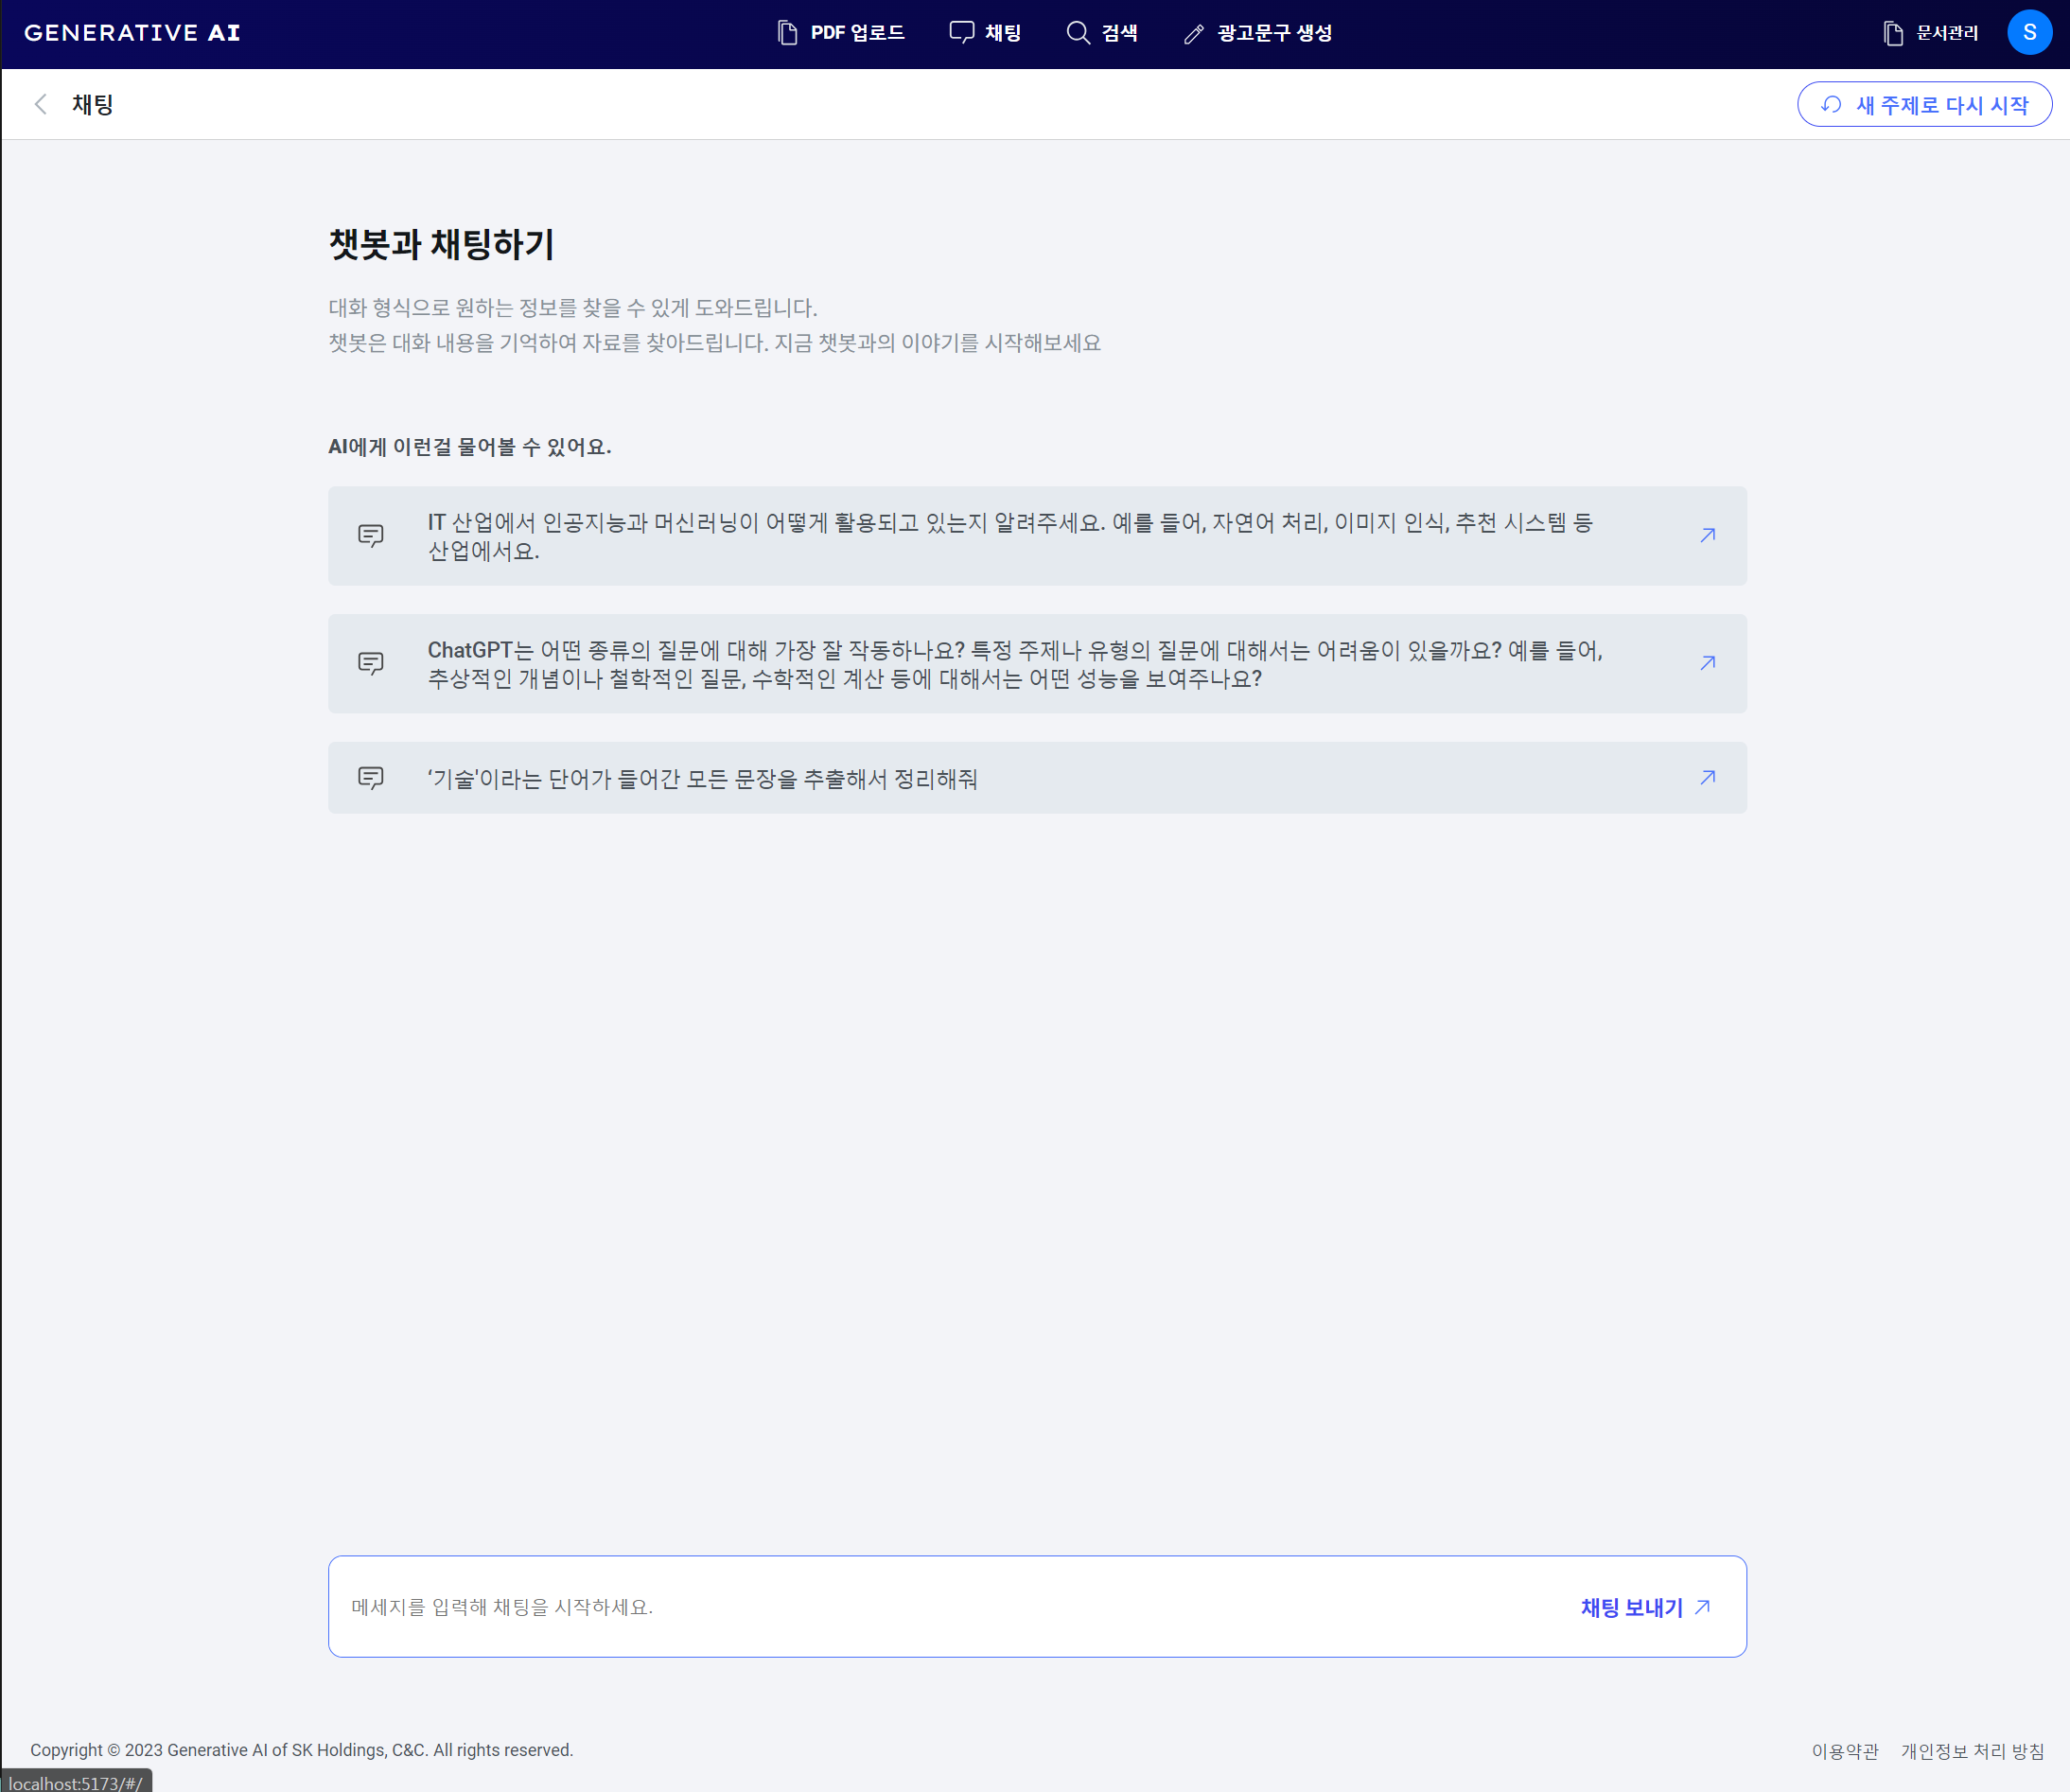 GENERATIVE AI
PDF 업로드
채팅
검색
광고문구 생성
문서관리
S
채팅
새 주제로 다시 시작
챗봇과 채팅하기
대화 형식으로 원하는 정보를 찾을 수 있게 도와드립니다.
챗봇은 대화 내용을 기억하여 자료를 찾아드립니다. 지금 챗봇과의 이야기를 시작해보세요
AI에게 이런걸 물어볼 수 있어요.
IT 산업에서 인공지능과 머신러닝이 어떻게 활용되고 있는지 알려주세요. 예를 들어, 자연어 처리, 이미지 인식, 추천 시스템 등
산업에서요.
ChatGPT는 어떤 종류의 질문에 대해 가장 잘 작동하나요? 특정 주제나 유형의 질문에 대해서는 어려움이 있을까요? 예를 들어,
추상적인 개념이나 철학적인 질문, 수학적인 계산 등에 대해서는 어떤 성능을 보여주나요?
‘기술'이라는 단어가 들어간 모든 문장을 추출해서 정리해줘
메세지를 입력해 채팅을 시작하세요.
채팅 보내기
Copyright © 2023 Generative AI of SK Holdings, C&C. All rights reserved.
이용약관
개인정보 처리 방침
localhost:5173/#/